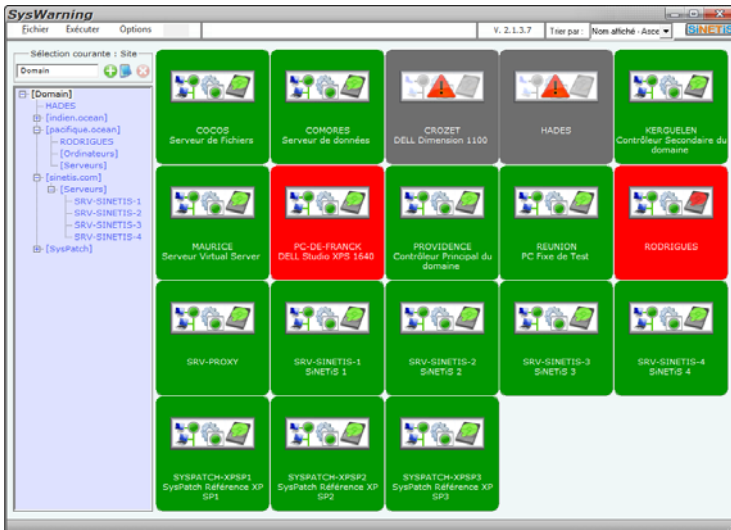 SysWarning
Fichier Exécuter Options
V. 2.1.3.7
Trier par :
Nom affiché - Asce
SiNETiS
Sélection courante : Site
Domain
[Domain]
HADES
[indien.ocean]
[pacifique.ocean]
RODRIGUES
[Ordinateurs]
[Serveurs]
[sinetis.com]
[Serveurs]
SRV-SINETIS-1
SRV-SINETIS-2
SRV-SINETIS-3
SRV-SINETIS-4
[SysPatch]
COCOS
Serveur de Fichiers
COMORES
Serveur de données
CROZET
DELL Dimension 1100
HADES
KERGUELEN
Contrôleur Secondaire du
domaine
MAURICE
Serveur Virtual Server
PC-DE-FRANCK
DELL Studio XPS 1640
PROVIDENCE
Contrôleur Principal du
domaine
REUNION
PC Fixe de Test
RODRIGUES
SRV-PROXY
SRV-SINETIS-1
SiNETiS 1
SRV-SINETIS-2
SiNETiS 2
SRV-SINETIS-3
SiNETiS 3
SRV-SINETIS-4
SiNETiS 4
SYSPATCH-XPSP1
SysPatch Référence XP
SP1
SYSPATCH-XPSP2
SysPatch Référence XP
SP2
SYSPATCH-XPSP3
SysPatch Référence XP
SP3